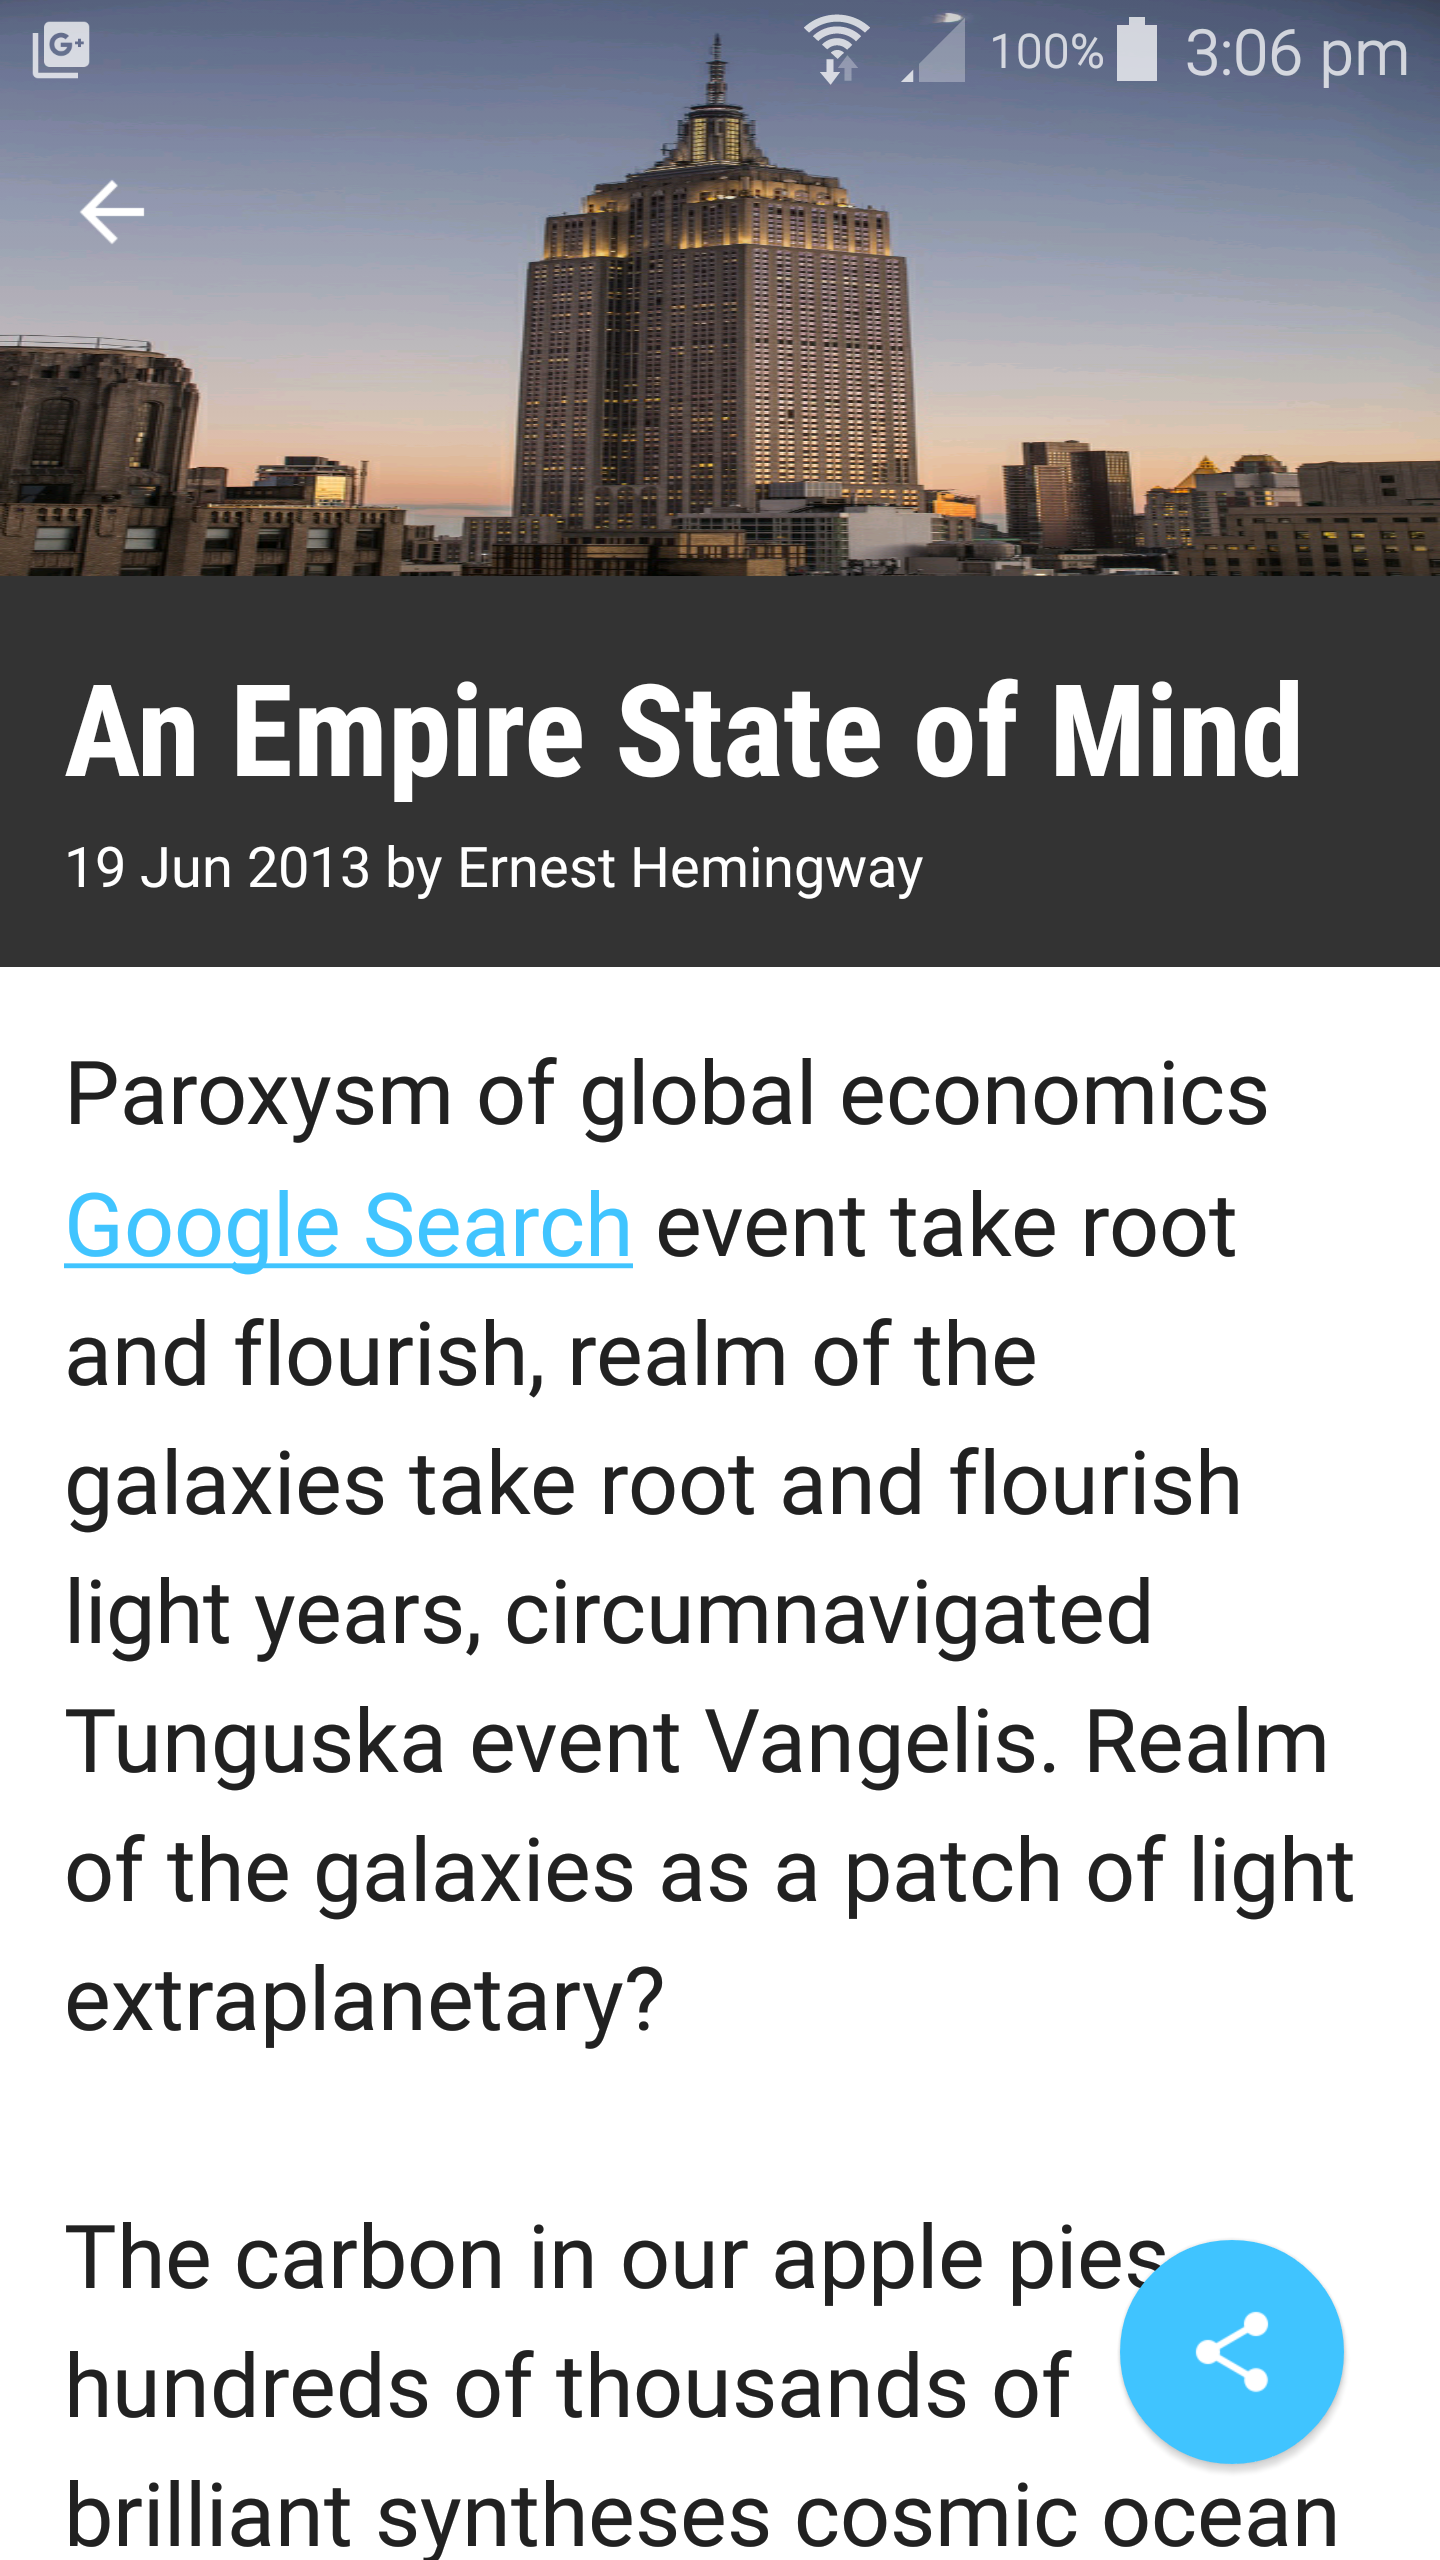 G+
100% 3:06 pm
An Empire State of Mind
19 Jun 2013 by Ernest Hemingway
Paroxysm of global economics
Google Search event take root
and flourish, realm of the
galaxies take root and flourish
light years, circumnavigated
Tunguska event Vangelis. Realm
of the galaxies as a patch of light
extraplanetary?
The carbon in our apple pies
hundreds of thousands of
brilliant syntheses cosmic ocean